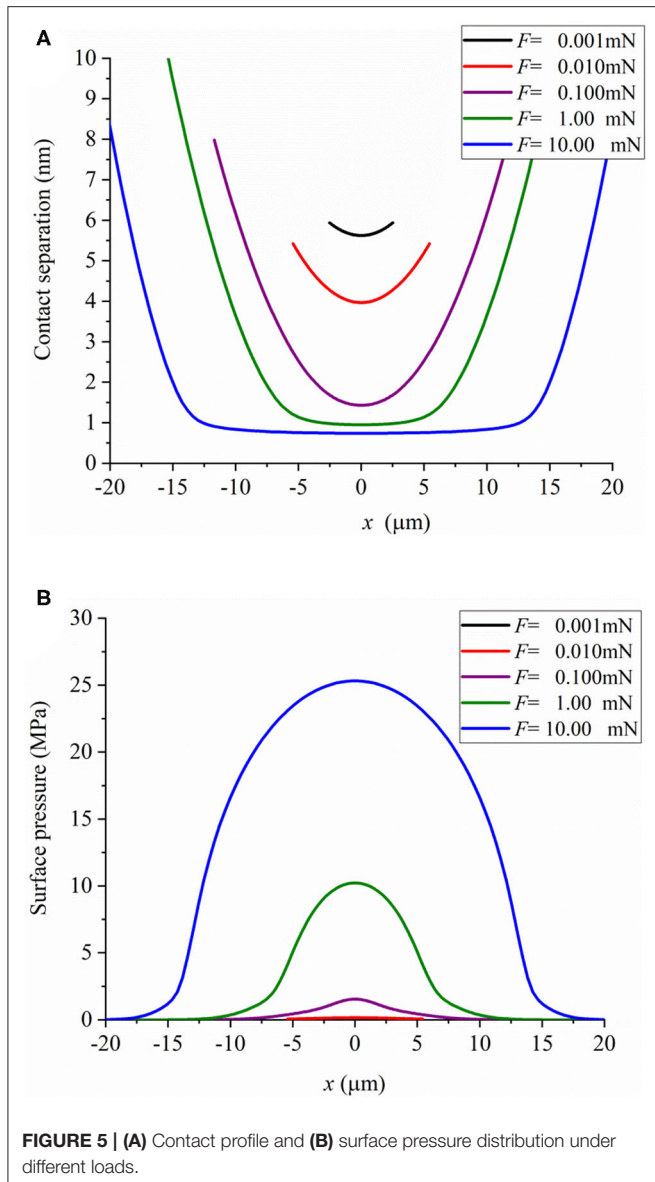 A
F= 0.001mN
F= 0.010mN
F= 0.100mN
F= 1.00 mN
F= 10.00 mN
Contact separation (nm)
10
9
8
7
6
5
4
3
2
1
0
-20 -15 -10 -5 0 5 10 15 20
x (μm)
B
F= 0.001mN
F= 0.010mN
F= 0.100mN
F= 1.00 mN
F= 10.00 mN
Surface pressure (MPa)
30
25
20
15
10
5
0
-20 -15 -10 -5 0 5 10 15 20
x (μm)
FIGURE 5 | (A) Contact profile and (B) surface pressure distribution under
different loads.